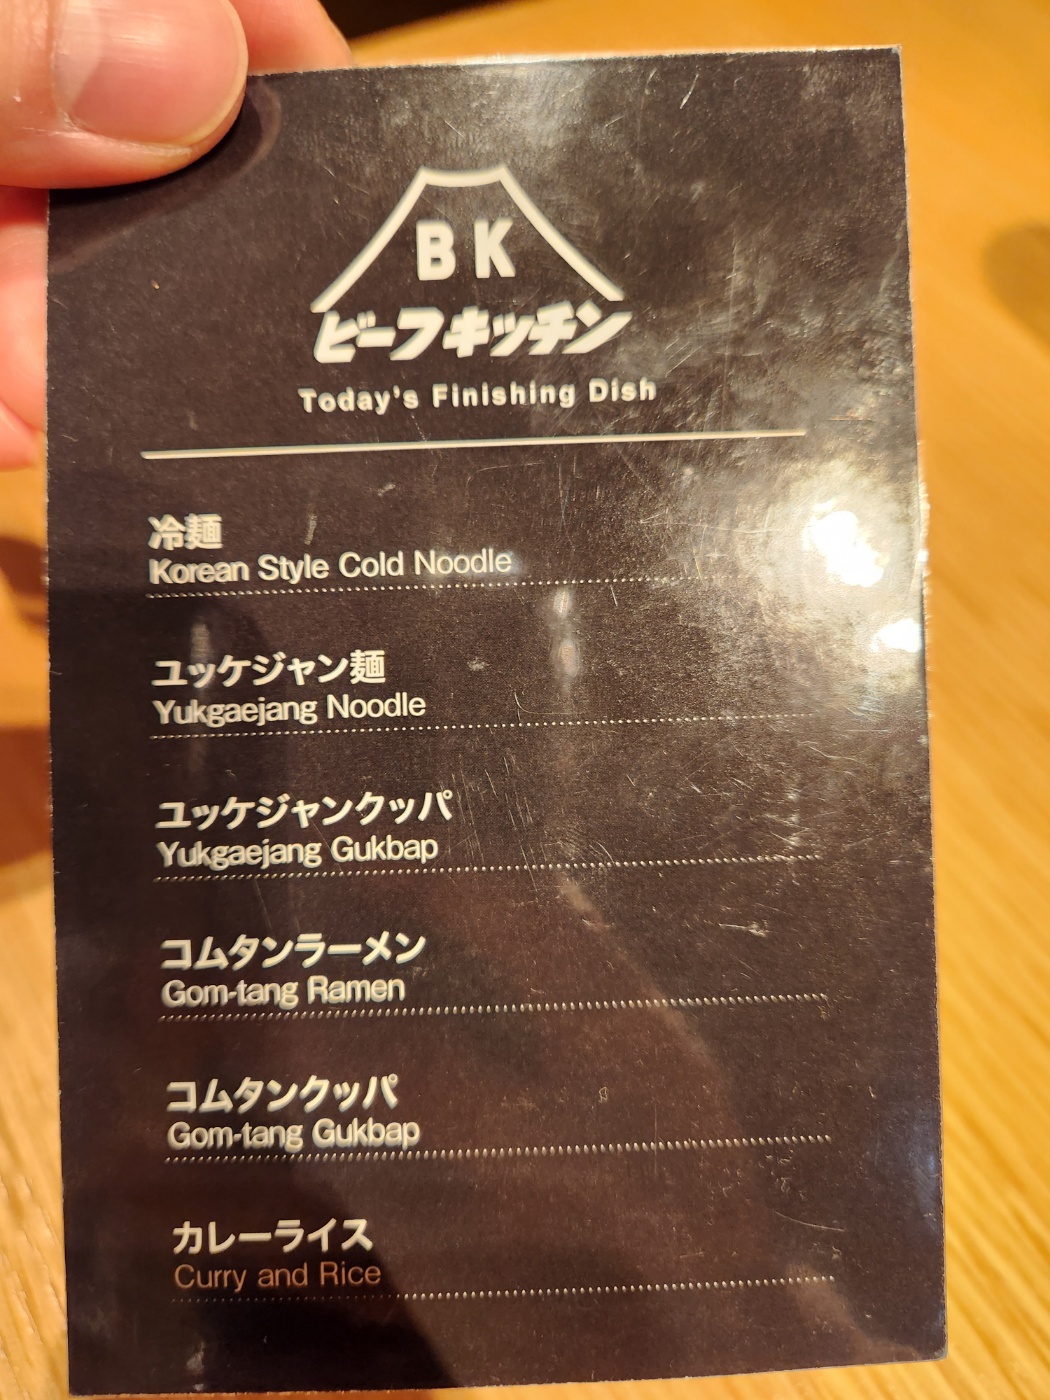 BK
ビーフキッチン
Today's Finishing Dish
冷麺
Korean Style Cold Noodle
ユッケジャン麺
Yukgaejang Noodle
ユッケジャンクッパ
Yukgaejang Gukbap
コムタンラーメン
Gom-tang Ramen
コムタンクッパ
Gom-tang Gukbap
カレーライス
Curry and Rice